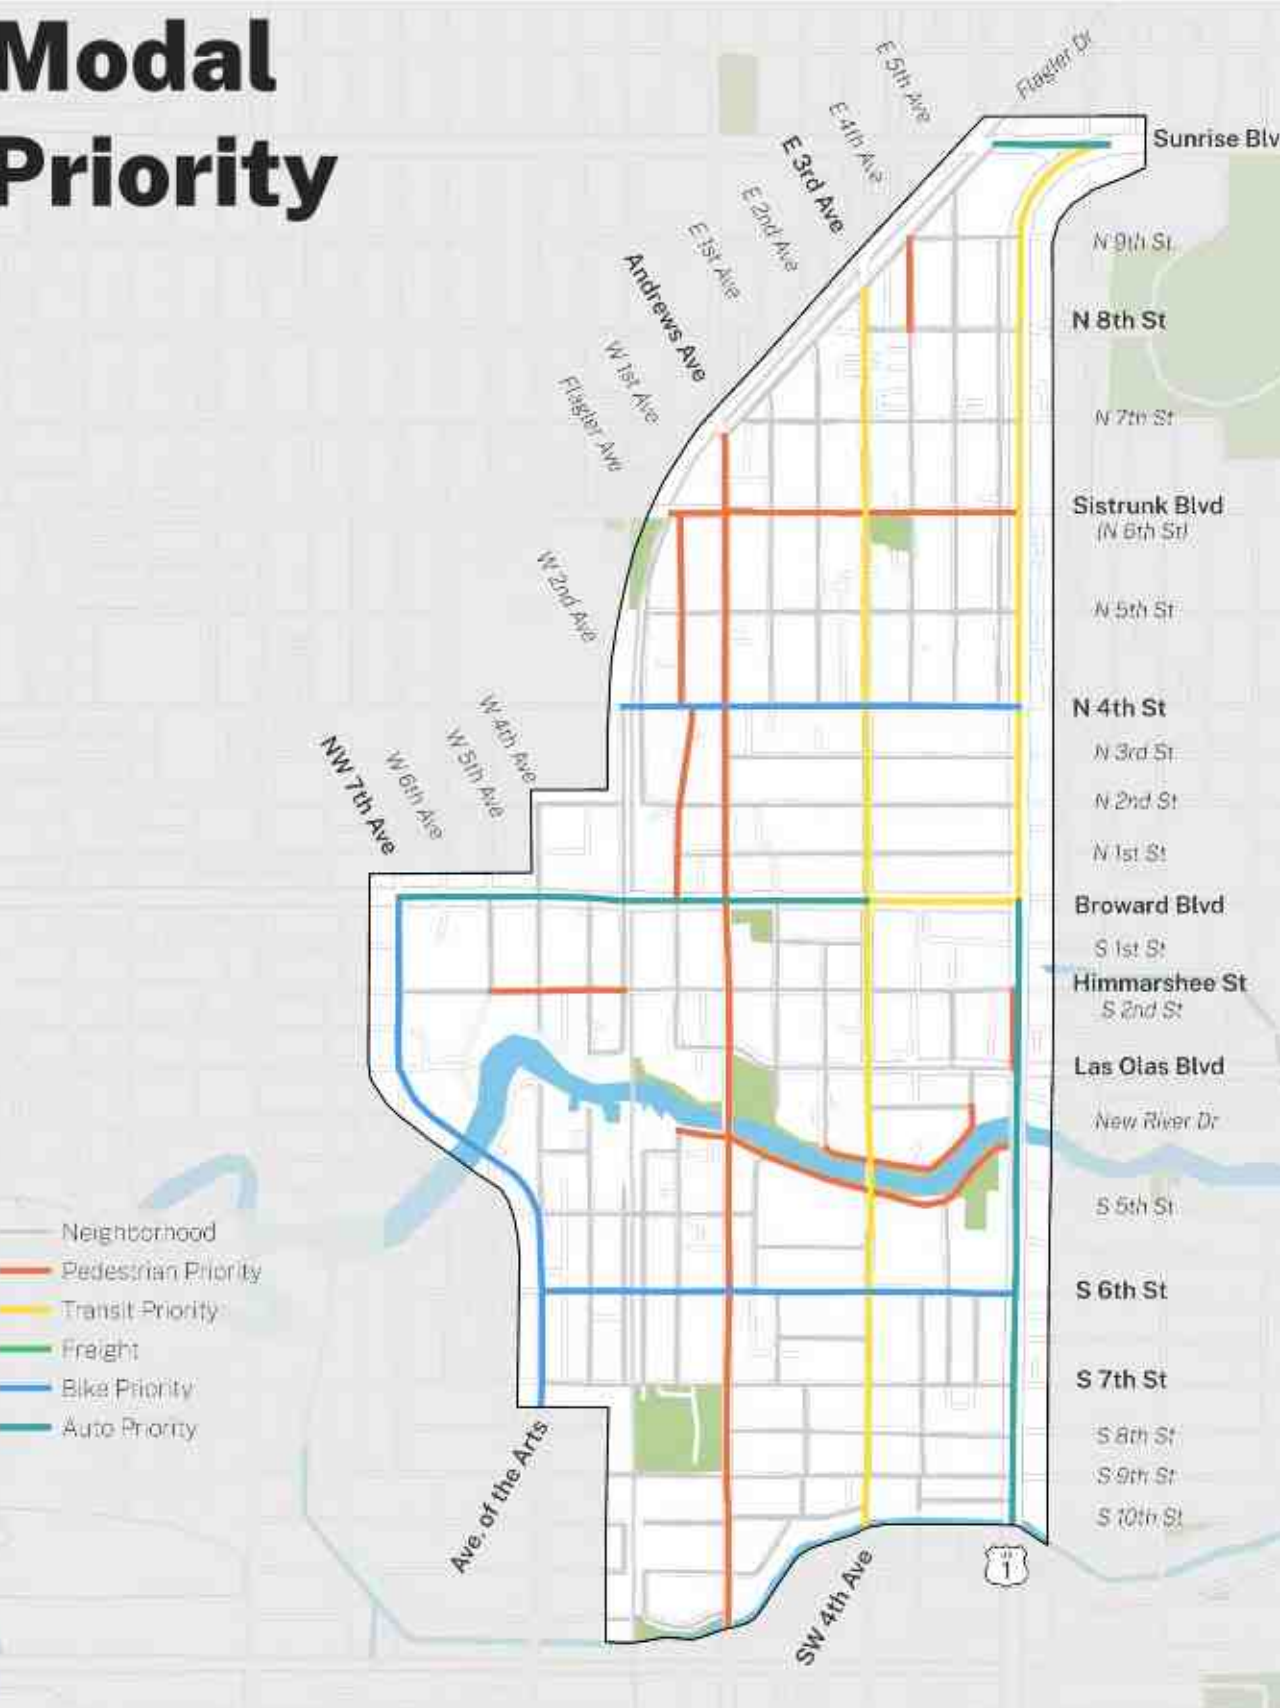 Modal
Priority
Flagler Dr
E 5th Ave
E 4th Ave
E 3rd Ave
E 2nd Ave
E 1st Ave
Andrews Ave
W 1st Ave
Flagler Ave
W 2nd Ave
W 4th Ave
W 5th Ave
W 6th Ave
NW 7th Ave
Sunrise Blv
N 9th St
N 8th St
N 7th St
Sistrunk Blvd
(N 6th St)
N 5th St
N 4th St
N 3rd St
N 2nd St
N 1st St
Broward Blvd
S 1st St
Himmarshee St
S 2nd St
Las Olas Blvd
New River Dr
S 5th St
S 6th St
S 7th St
S 8th St
S 9th St
S 10th St
Neighborhood
Pedestrian Priority
Transit Priority
Freight
Bike Priority
Auto Priority
Ave. of the Arts
SW 4th Ave
1